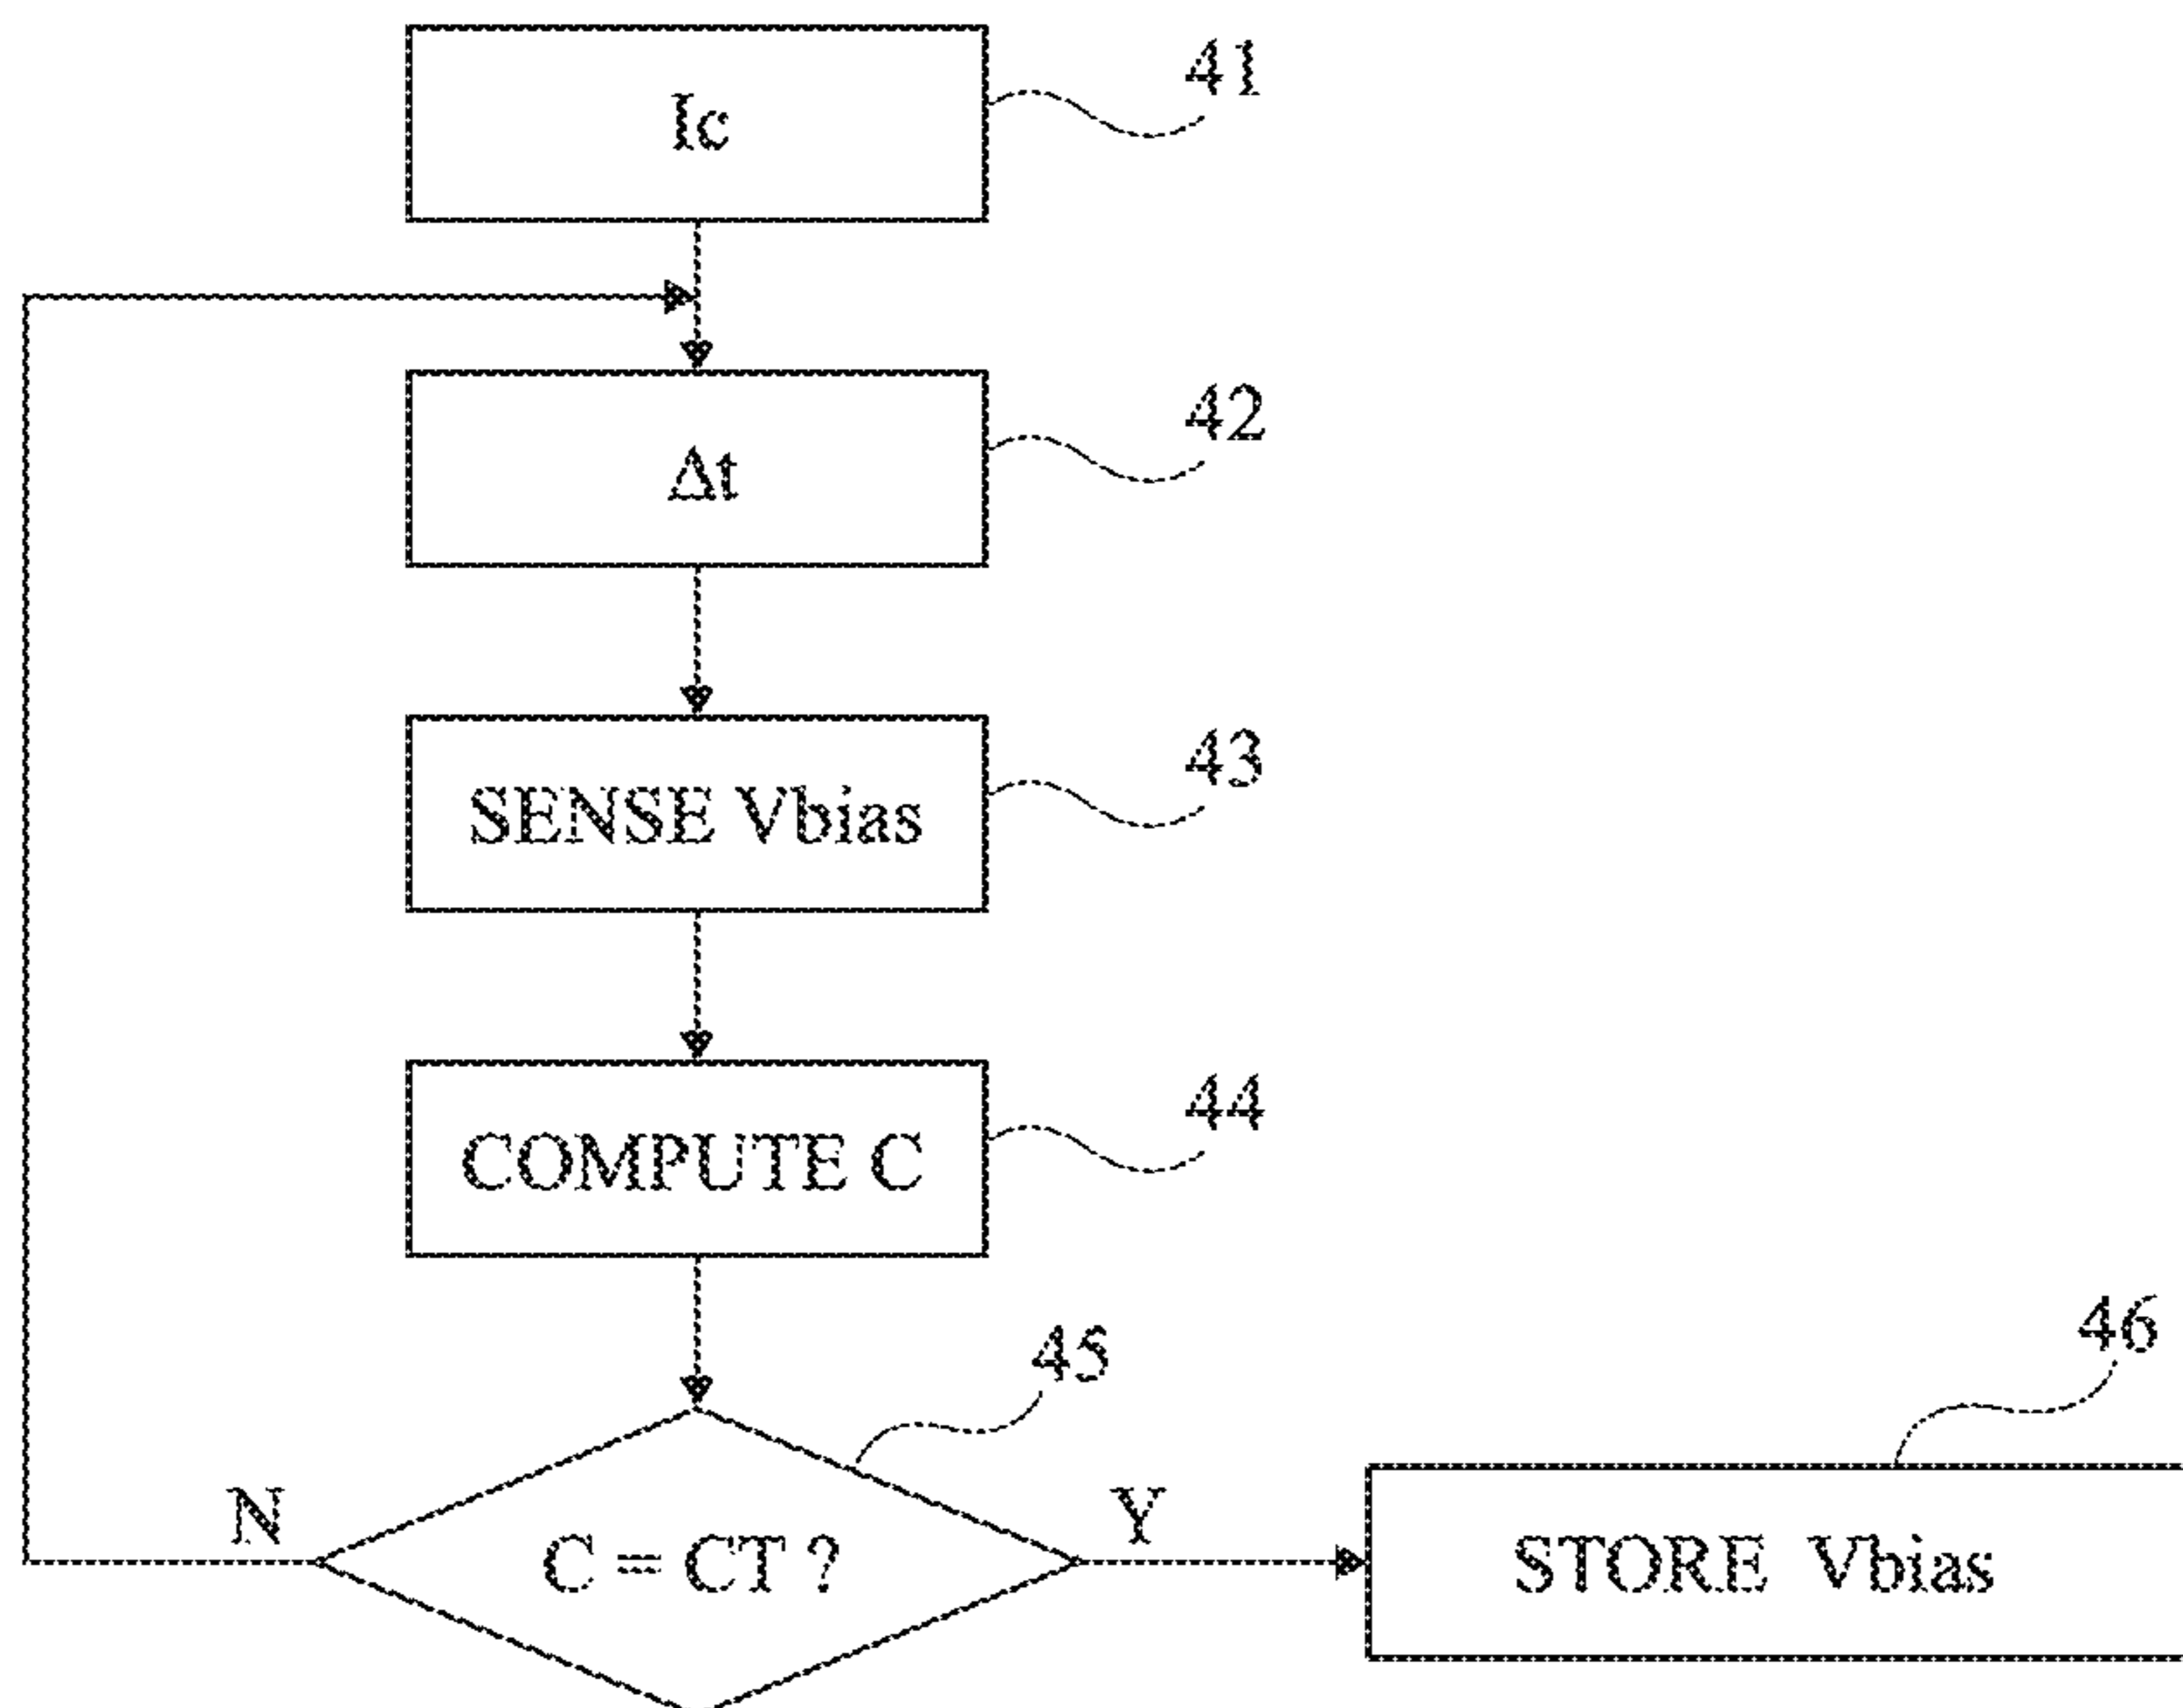 Ic
41
Δt
42
SENSE Vbias
43
COMPUTE C
44
45
46
N
C = CT ?
Y
STORE Vbias